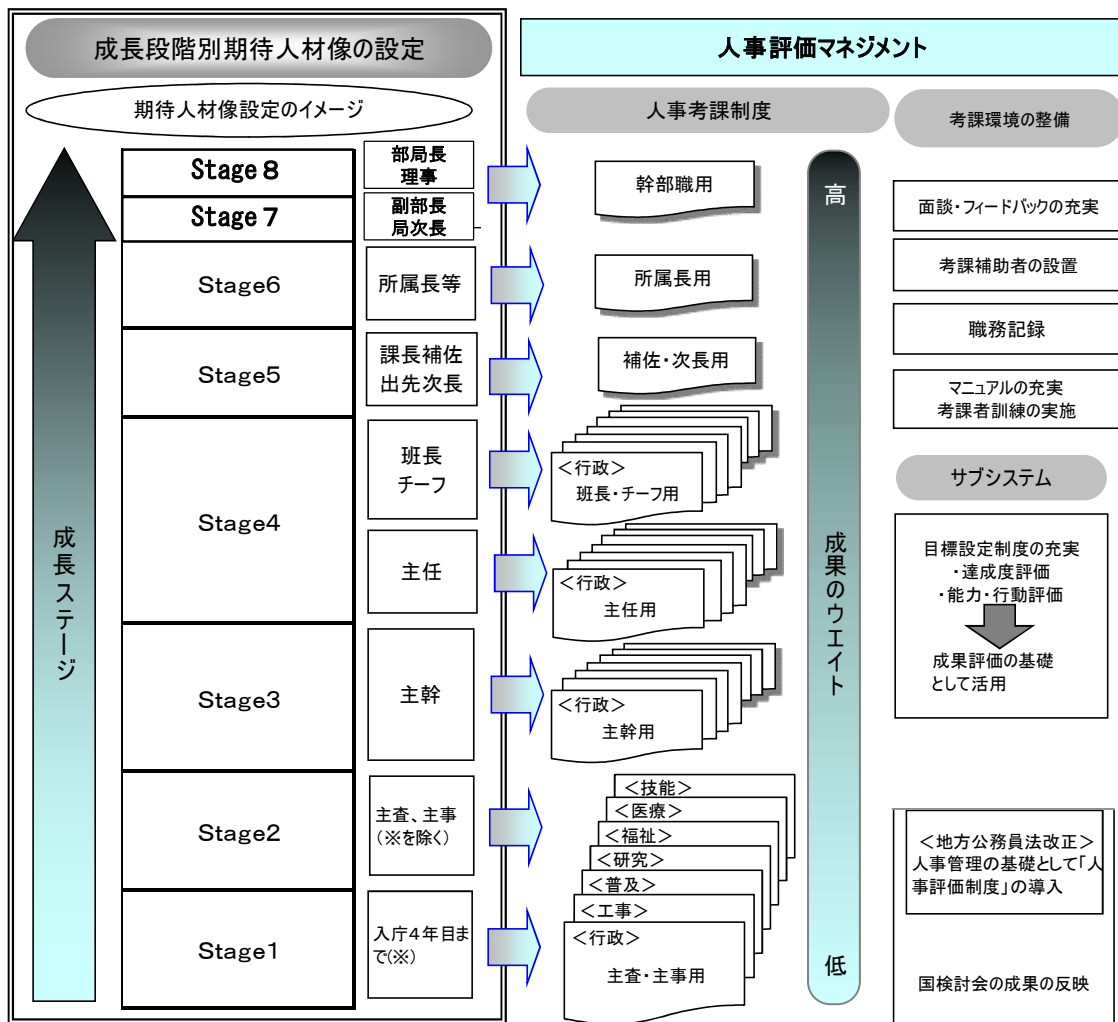 成長段階別期待人材像の設定
期待人材像設定のイメージ
成長ステージ
Stage 8
部局長
理事
Stage 7
副部長
局次長
Stage6
所属長等
Stage5
課長補佐
出先次長
Stage4
班長
チーフ
主任
Stage3
主幹
Stage2
主査、主事
(※を除く)
Stage1
入庁4年目ま
で(※)
人事評価マネジメント
人事考課制度
幹部職用
所属長用
補佐・次長用
<行政>
班長・チーフ用
<行政>
主任用
<行政>
主幹用
<技能>
<医療>
<福祉>
<研究>
<普及>
<工事>
<行政>
主査・主事用
高
成果のウエイト
低
考課環境の整備
面談・フィードバックの充実
考課補助者の設置
職務記録
マニュアルの充実
考課者訓練の実施
サブシステム
目標設定制度の充実
・達成度評価
・能力・行動評価
成果評価の基礎
として活用
<地方公務員法改正>
人事管理の基礎として「人
事評価制度」の導入
国検討会の成果の反映